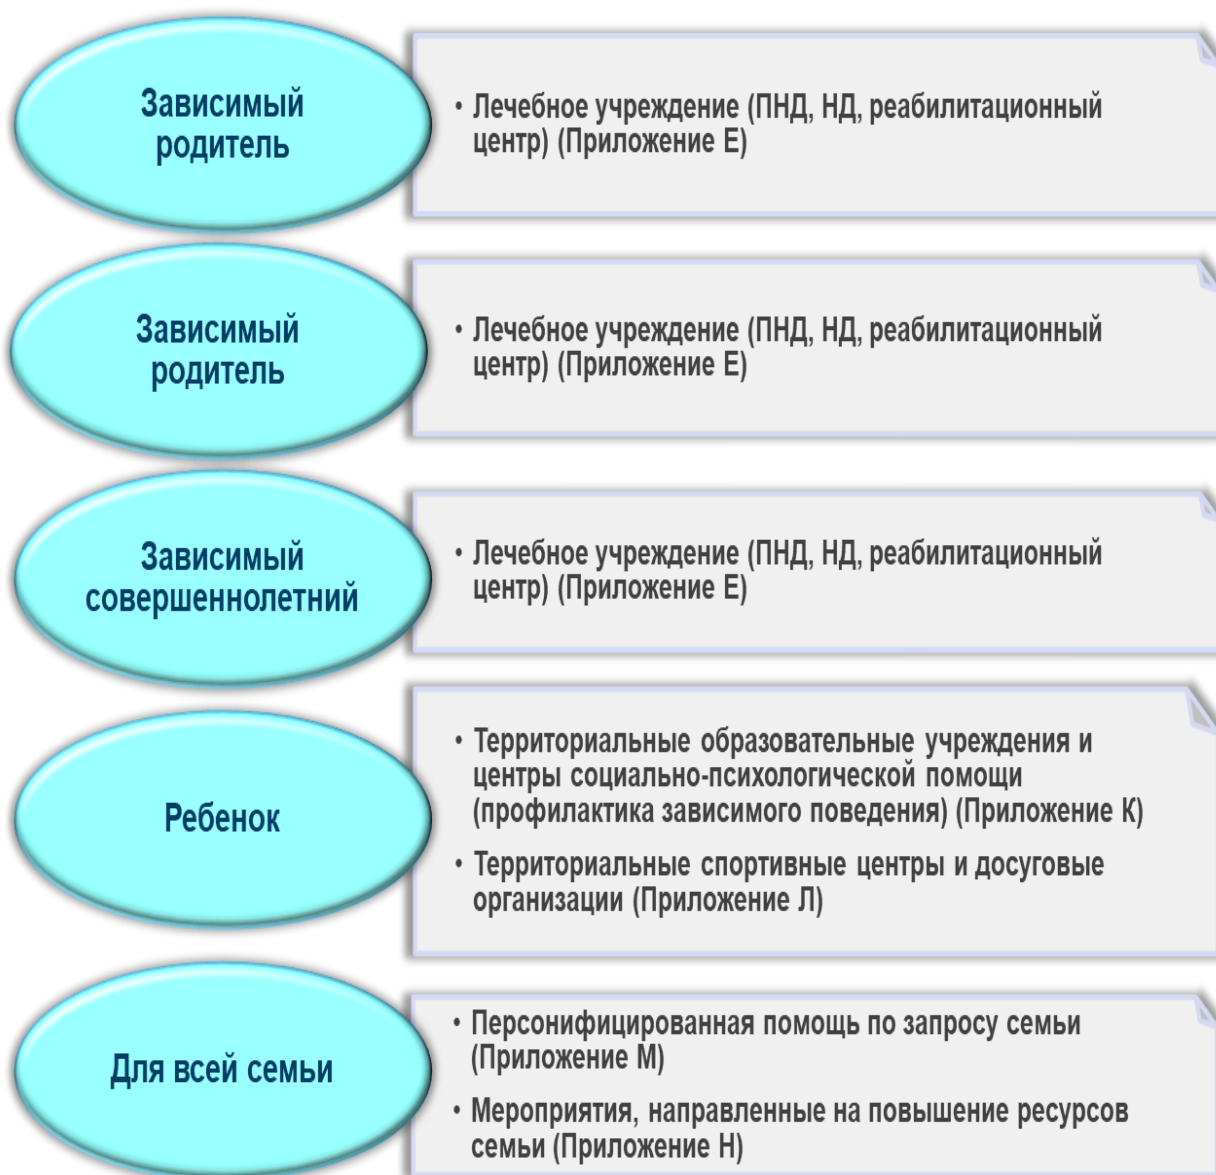 Зависимый
родитель
• Лечебное учреждение (ПНД, НД, реабилитационный
центр) (Приложение Е)
Зависимый
родитель
• Лечебное учреждение (ПНД, НД, реабилитационный
центр) (Приложение Е)
Зависимый
совершеннолетний
• Лечебное учреждение (ПНД, НД, реабилитационный
центр) (Приложение Е)
Ребенок
• Территориальные образовательные учреждения и
центры социально-психологической помощи
(профилактика зависимого поведения) (Приложение К)
• Территориальные спортивные центры и досуговые
организации (Приложение Л)
Для всей семьи
• Персонифицированная помощь по запросу семьи
(Приложение М)
• Мероприятия, направленные на повышение ресурсов
семьи (Приложение Н)